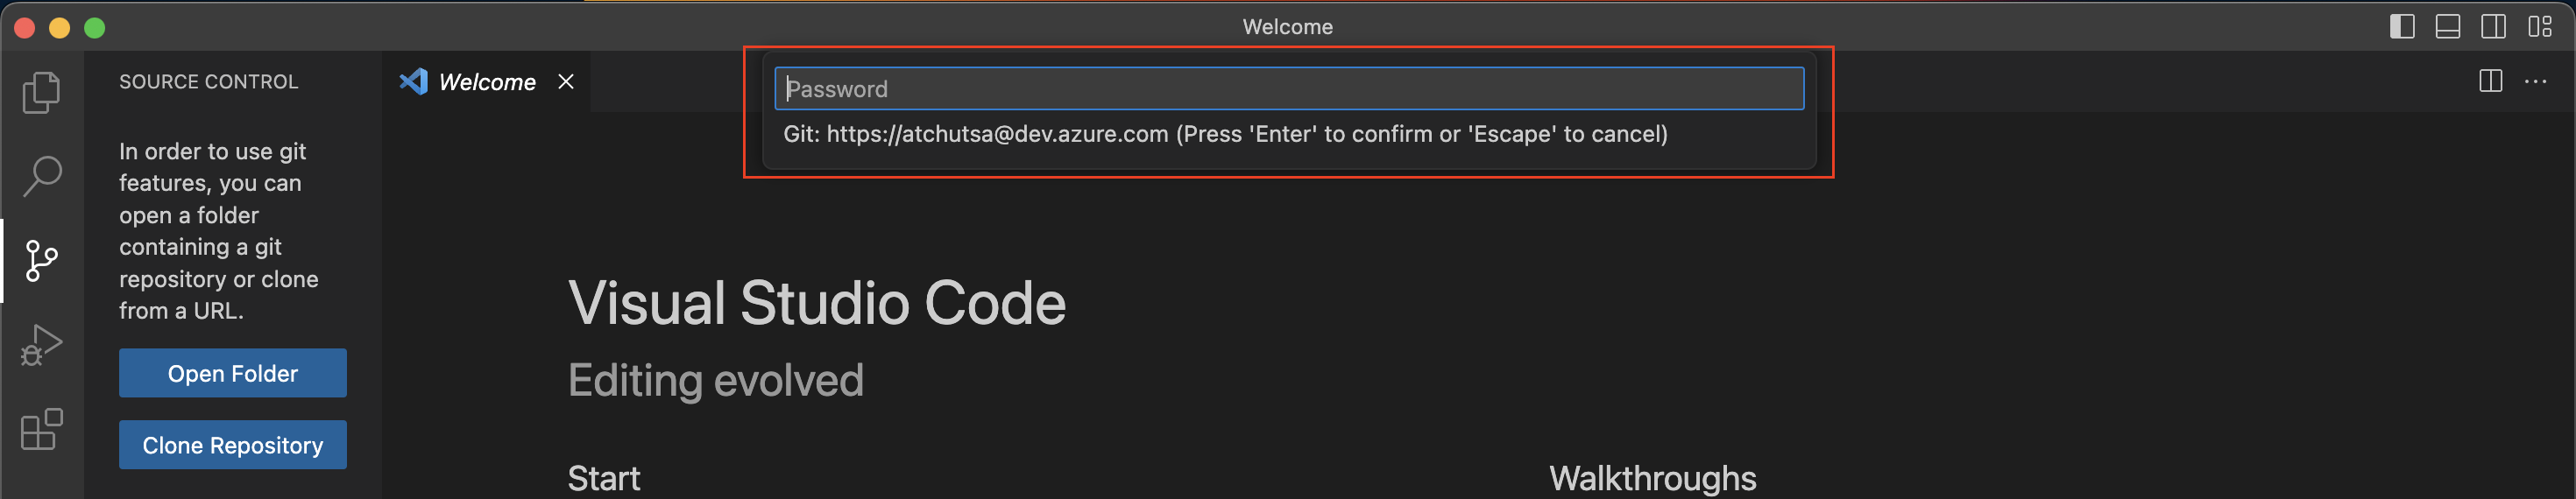 Welcome
SOURCE CONTROL
In order to use git
features, you can
open a folder
containing a git
repository or clone
from a URL.
Open Folder
Clone Repository
Welcome
Password
Git: https://atchutsa@dev.azure.com (Press 'Enter' to confirm or 'Escape' to cancel)
Visual Studio Code
Editing evolved
Start
Walkthroughs